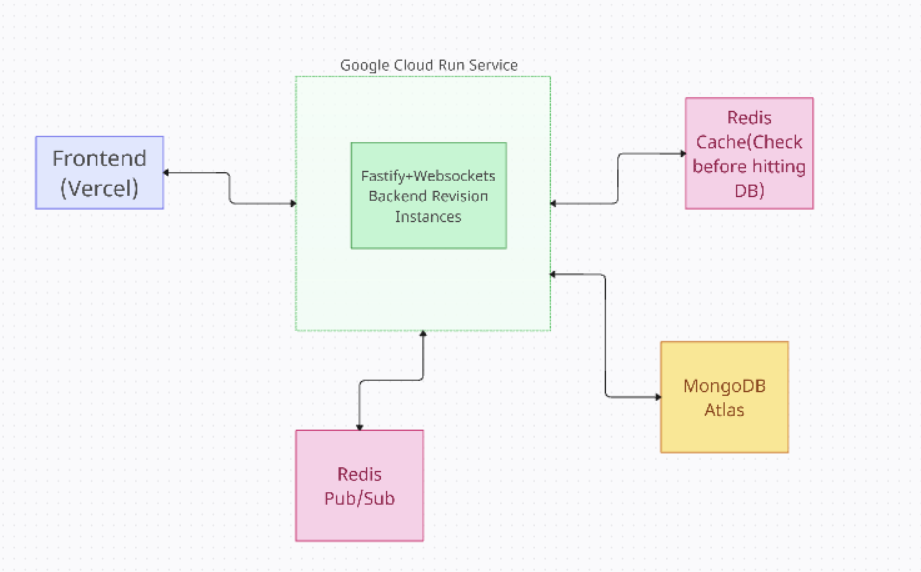 Google Cloud Run Service
Frontend
(Vercel)
Fastify+Websockets
Backend Revision
Instances
Redis
Cache(Check
before hitting
DB)
MongoDB
Atlas
Redis
Pub/Sub